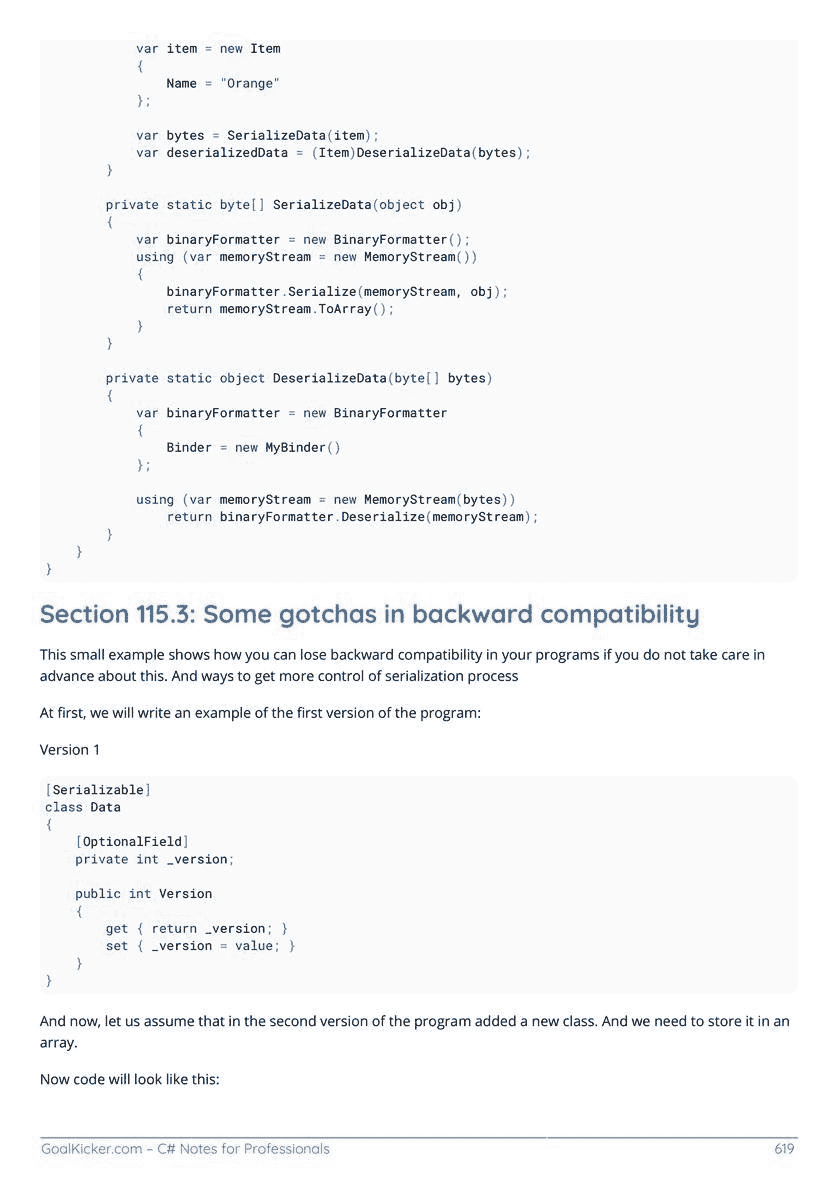 var item = new Item
            {
                Name = "Orange"
            };

            var bytes = SerializeData(item);
            var deserializedData = (Item)DeserializeData(bytes);
        }

        private static byte[] SerializeData(object obj)
        {
            var binaryFormatter = new BinaryFormatter();
            using (var memoryStream = new MemoryStream())
            {
                binaryFormatter.Serialize(memoryStream, obj);
                return memoryStream.ToArray();
            }
        }

        private static object DeserializeData(byte[] bytes)
        {
            var binaryFormatter = new BinaryFormatter
            {
                Binder = new MyBinder()
            };

            using (var memoryStream = new MemoryStream(bytes))
                return binaryFormatter.Deserialize(memoryStream);
        }
    }
}
Section 115.3: Some gotchas in backward compatibility
This small example shows how you can lose backward compatibility in your programs if you do not take care in
advance about this. And ways to get more control of serialization process
At first, we will write an example of the first version of the program:
Version 1
[Serializable]
class Data
{
    [OptionalField]
    private int _version;

    public int Version
    {
        get { return _version; }
        set { _version = value; }
    }
}
And now, let us assume that in the second version of the program added a new class. And we need to store it in an
array.
Now code will look like this:
GoalKicker.com – C# Notes for Professionals
619